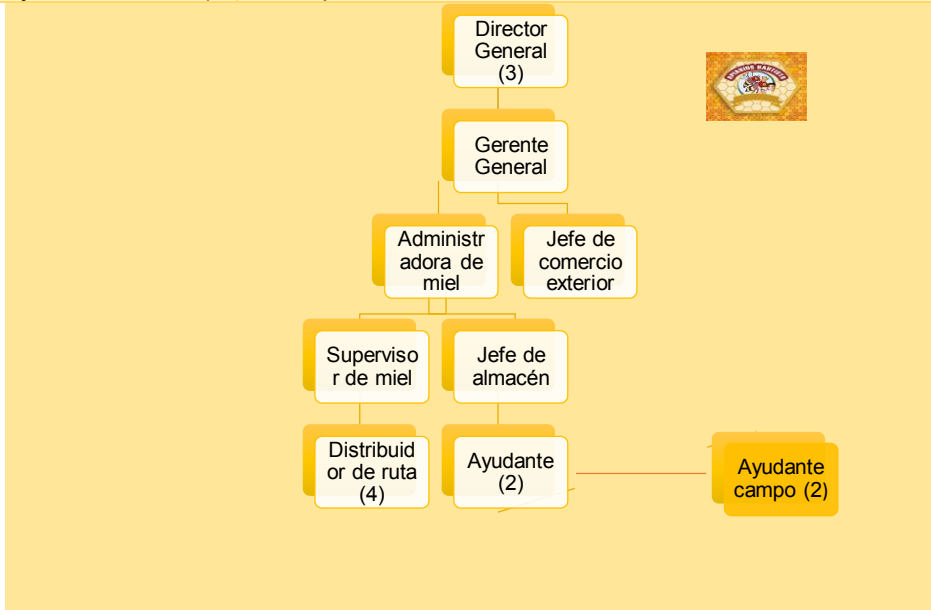 Director
General
(3)
Gerente
General
Administr
adora de
miel
Jefe de
comercio
exterior
Superviso
r de miel
Jefe de
almacén
Distribuid
or de ruta
(4)
Ayudante
(2)
Ayudante
campo (2)